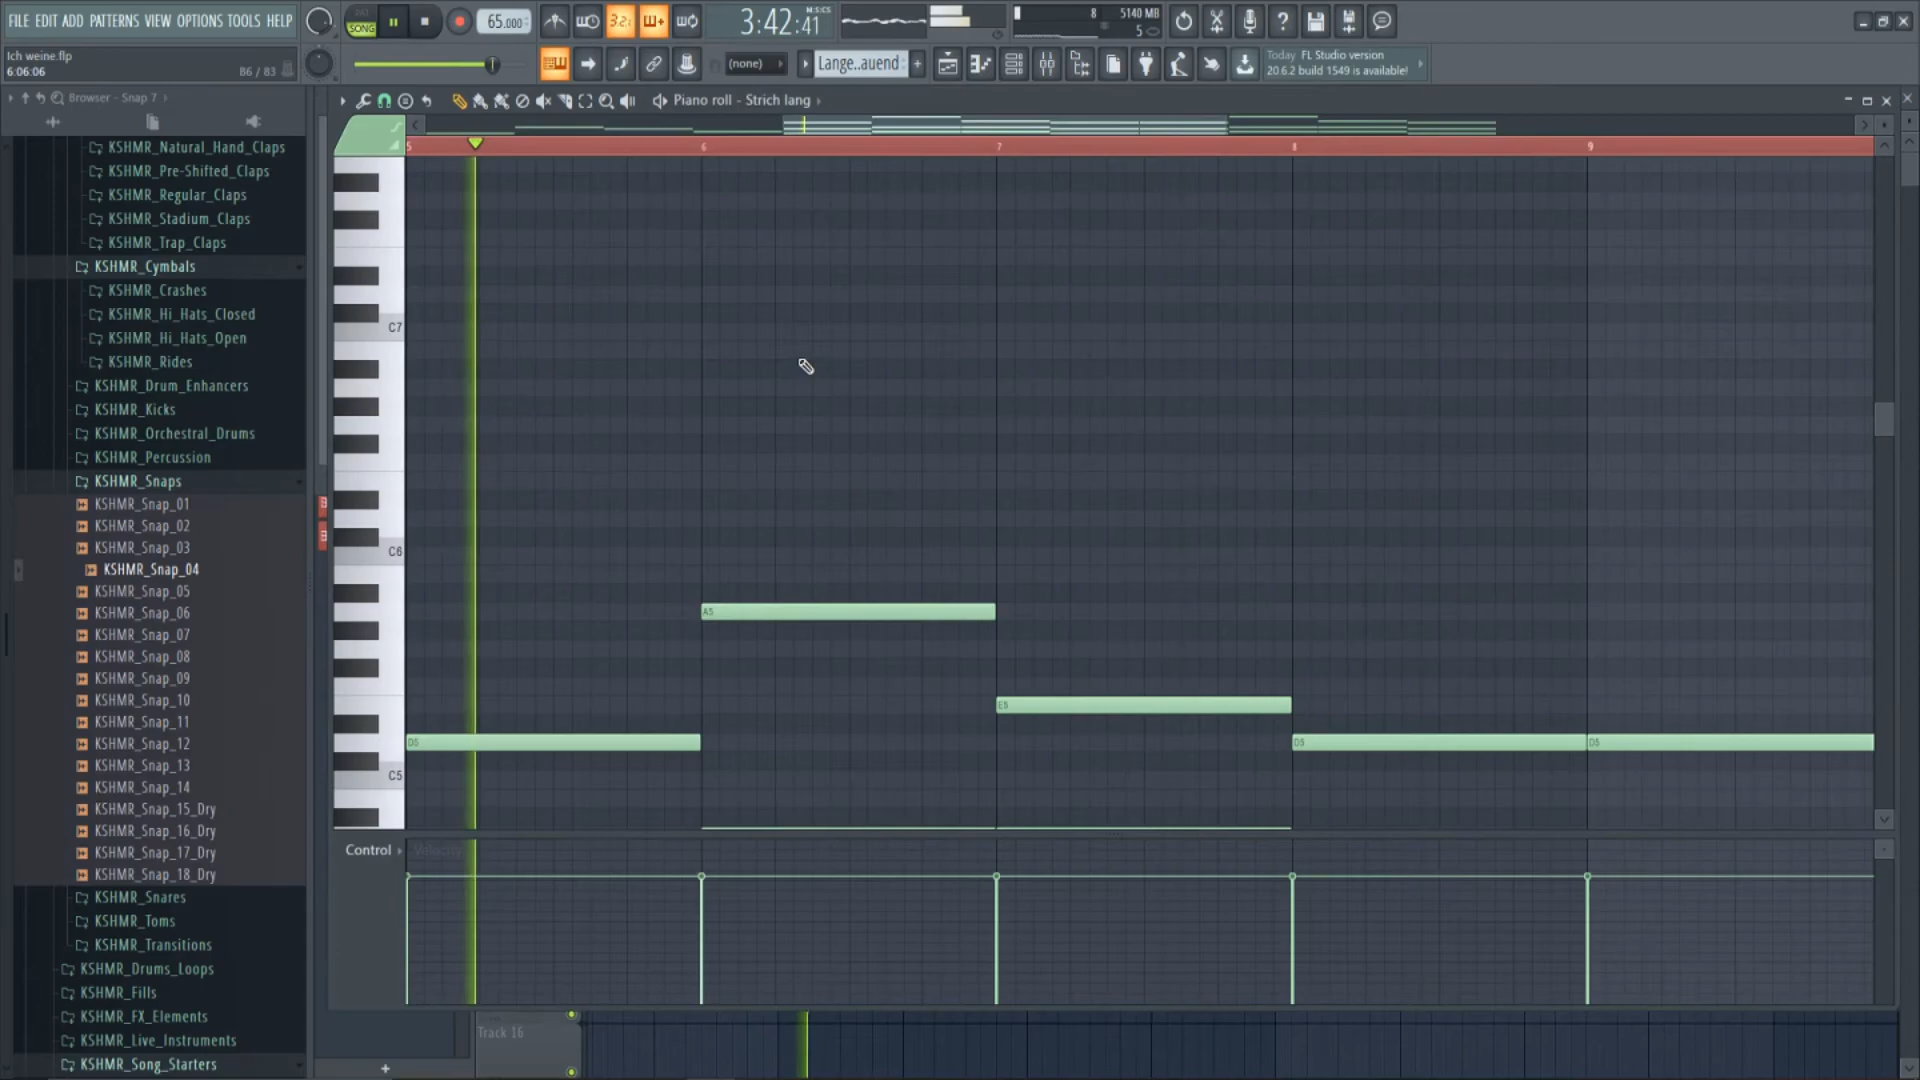 FILE EDIT ADD PATTERNS VIEW OPTIONS TOOLS HELP
SONG
65.000
3:42:41
M:S:CS
8
5140 MB
5
Ich weine.flp
6:06:06
86 / 83
(none)
Lange..auend
Today FL Studio version
20.6.2 build 1549 is available!
Browser - Snap 7
Piano roll - Strich lang
5
6
7
8
9
KSHMR_Natural_Hand_Claps
KSHMR_Pre-Shifted_Claps
KSHMR_Regular_Claps
KSHMR_Stadium_Claps
KSHMR_Trap_Claps
KSHMR_Cymbals
KSHMR_Crashes
KSHMR_Hi_Hats_Closed
KSHMR_Hi_Hats_Open
KSHMR_Rides
KSHMR_Drum_Enhancers
KSHMR_Kicks
KSHMR_Orchestral_Drums
KSHMR_Percussion
KSHMR_Snaps
KSHMR_Snap_01
KSHMR_Snap_02
KSHMR_Snap_03
KSHMR_Snap_04
KSHMR_Snap_05
KSHMR_Snap_06
KSHMR_Snap_07
KSHMR_Snap_08
KSHMR_Snap_09
KSHMR_Snap_10
KSHMR_Snap_11
KSHMR_Snap_12
KSHMR_Snap_13
KSHMR_Snap_14
KSHMR_Snap_15_Dry
KSHMR_Snap_16_Dry
KSHMR_Snap_17_Dry
KSHMR_Snap_18_Dry
KSHMR_Snares
KSHMR_Toms
KSHMR_Transitions
KSHMR_Drums_Loops
KSHMR_Fills
KSHMR_FX_Elements
KSHMR_Live_Instruments
KSHMR_Song_Starters
C7
C6
C5
A5
E5
D5
D5
D5
Control
Velocity
Track 16